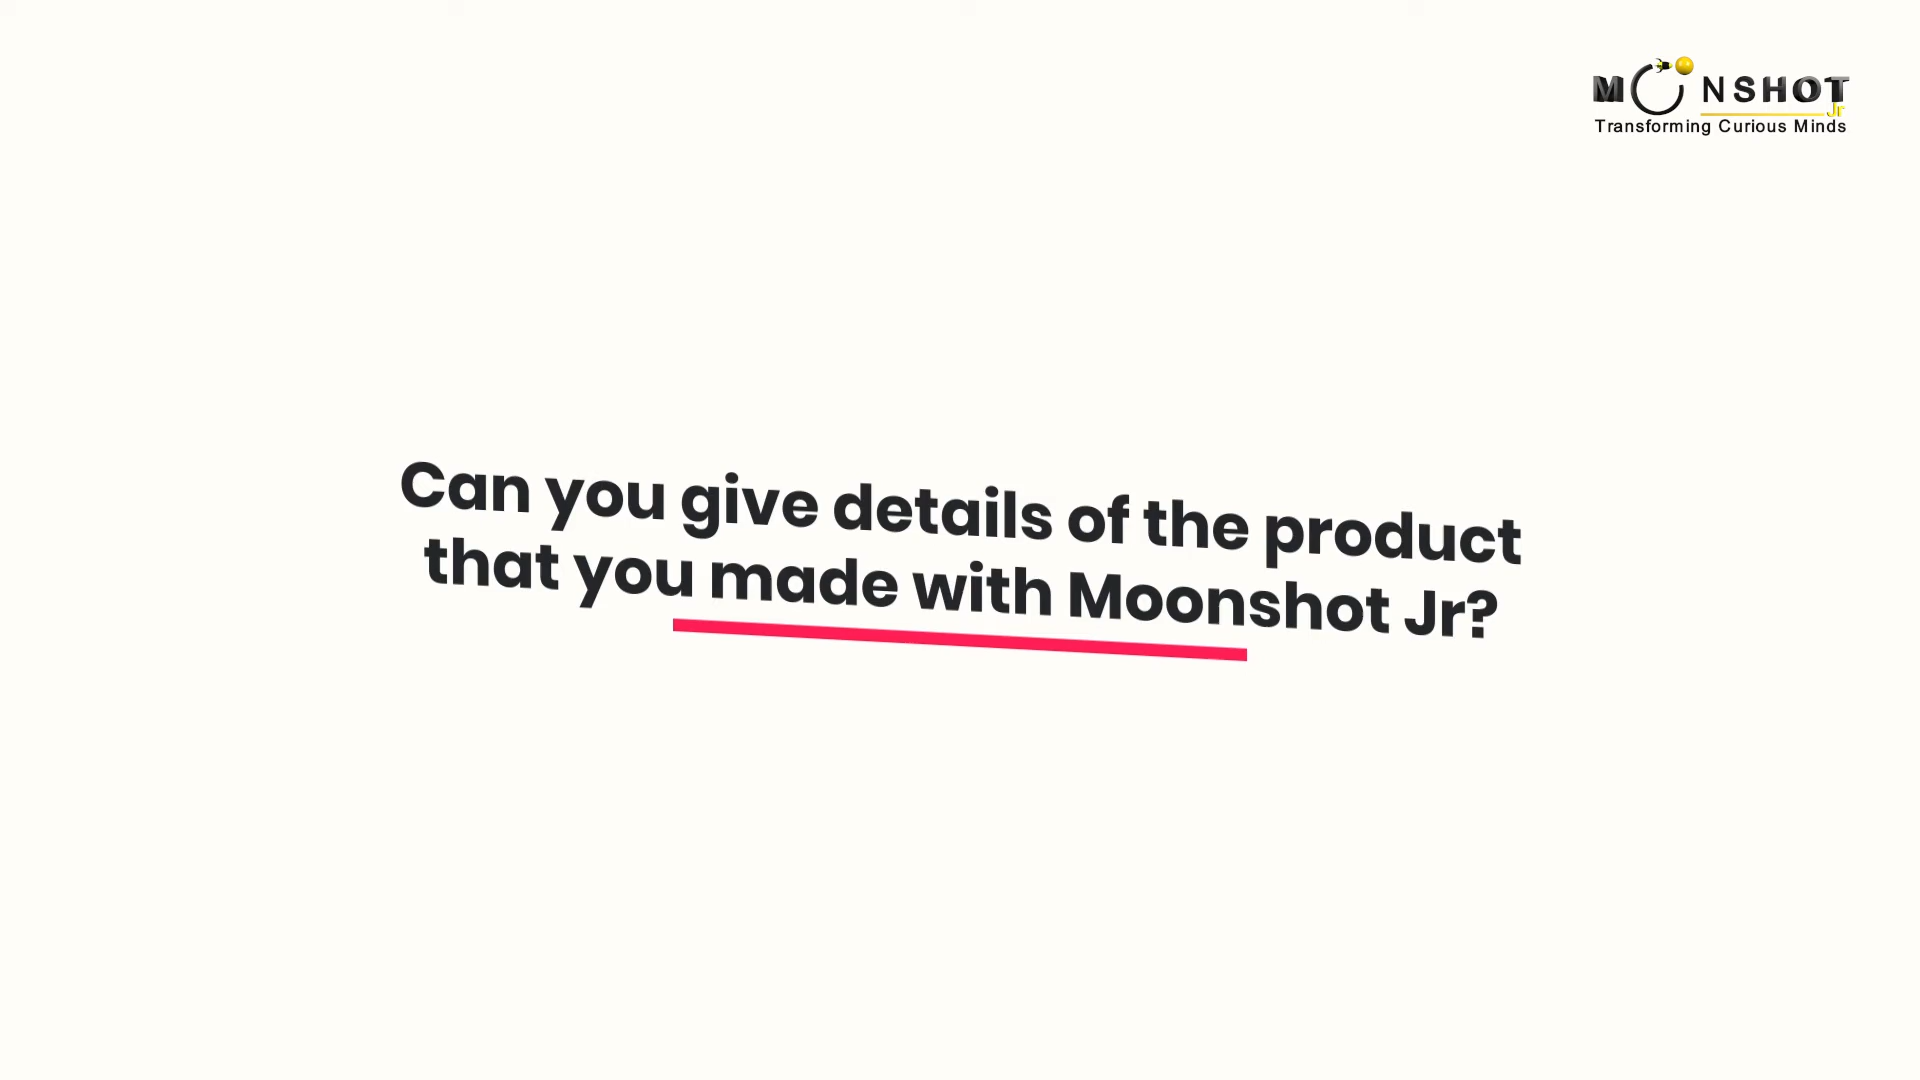 MOONSHOT
Jr
Transforming Curious Minds
Can you give details of the product
that you made with Moonshot Jr?